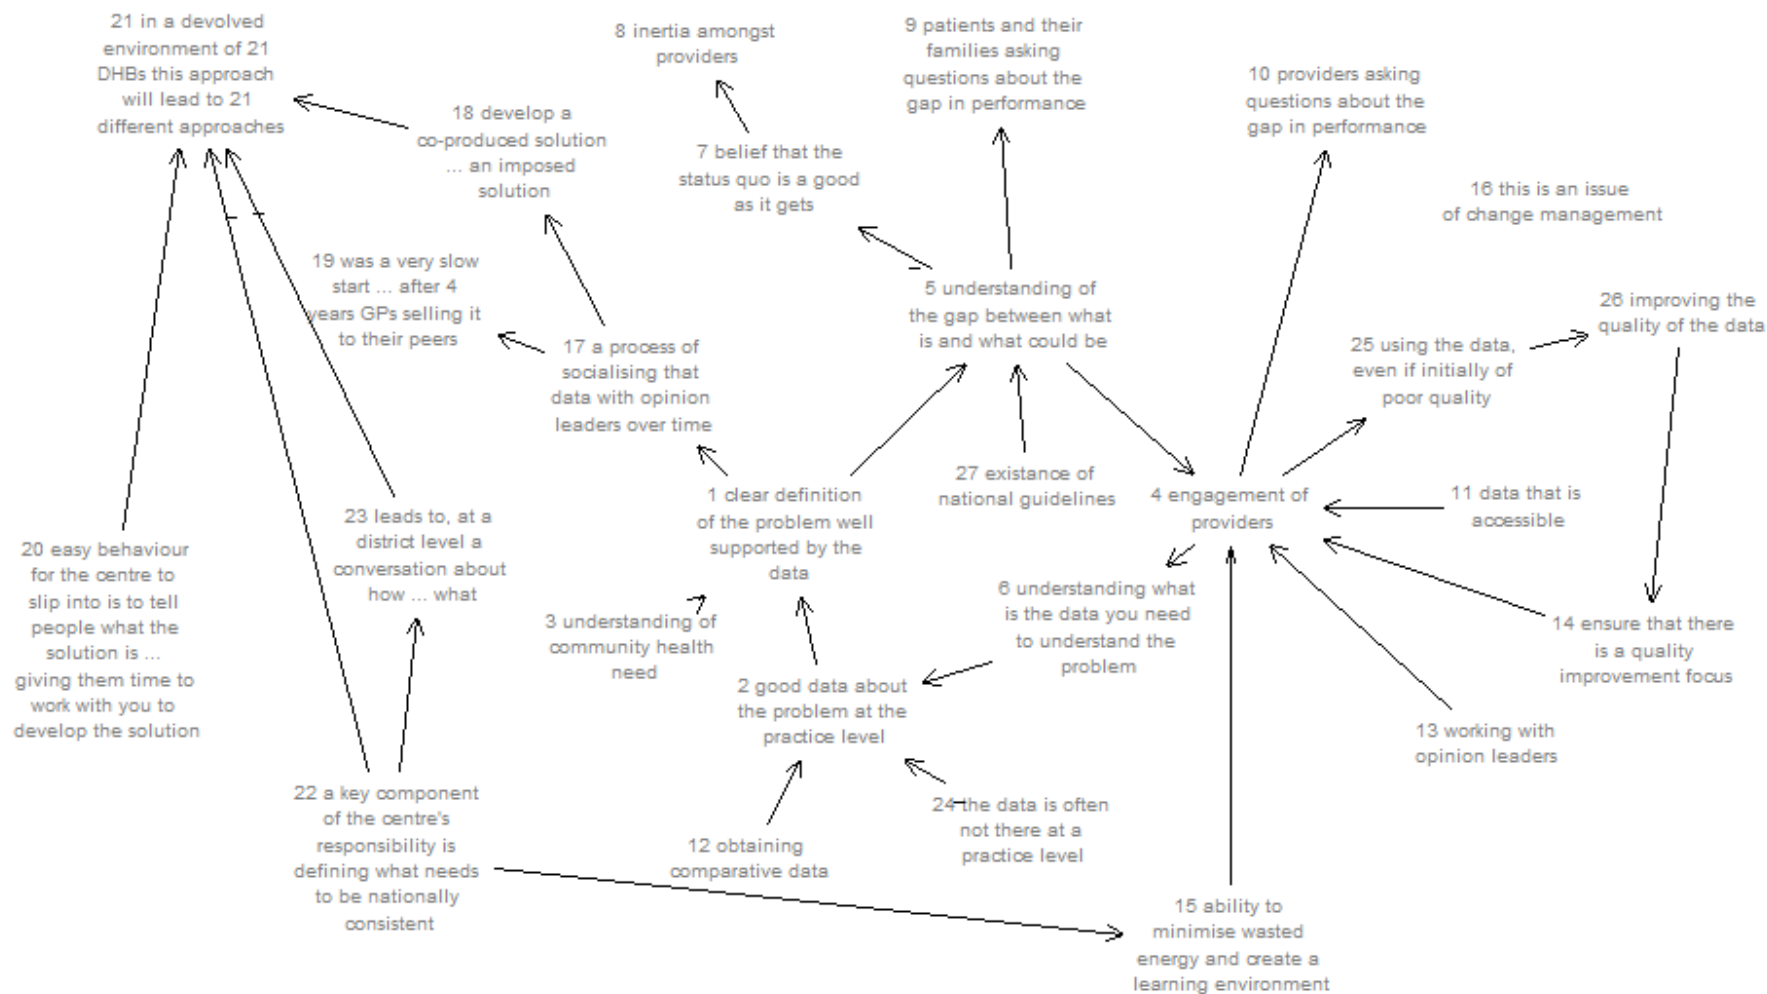 21 in a devolved
environment of 21
DHBs this approach
will lead to 21
different approaches
8 inertia amongst
providers
9 patients and their
families asking
questions about the
gap in performance
10 providers asking
questions about the
gap in performance
18 develop a
co-produced solution
... an imposed
solution
7 belief that the
status quo is a good
as it gets
16 this is an issue
of change management
19 was a very slow
start ... after 4
years GPs selling it
to their peers
5 understanding of
the gap between what
is and what could be
26 improving the
quality of the data
17 a process of
socialising that
data with opinion
leaders over time
25 using the data,
even if initially of
poor quality
27 existance of
national guidelines
1 clear definition
of the problem well
supported by the
data
4 engagement of
providers
11 data that is
accessible
23 leads to, at a
district level a
conversation about
how ... what
20 easy behaviour
for the centre to
slip into is to tell
people what the
solution is ...
giving them time to
work with you to
develop the solution
3 understanding of
community health
need
6 understanding what
is the data you need
to understand the
problem
14 ensure that there
is a quality
improvement focus
2 good data about
the problem at the
practice level
13 working with
opinion leaders
22 a key component
of the centre's
responsibility is
defining what needs
to be nationally
consistent
12 obtaining
comparative data
24 the data is often
not there at a
practice level
15 ability to
minimise wasted
energy and create a
learning environment